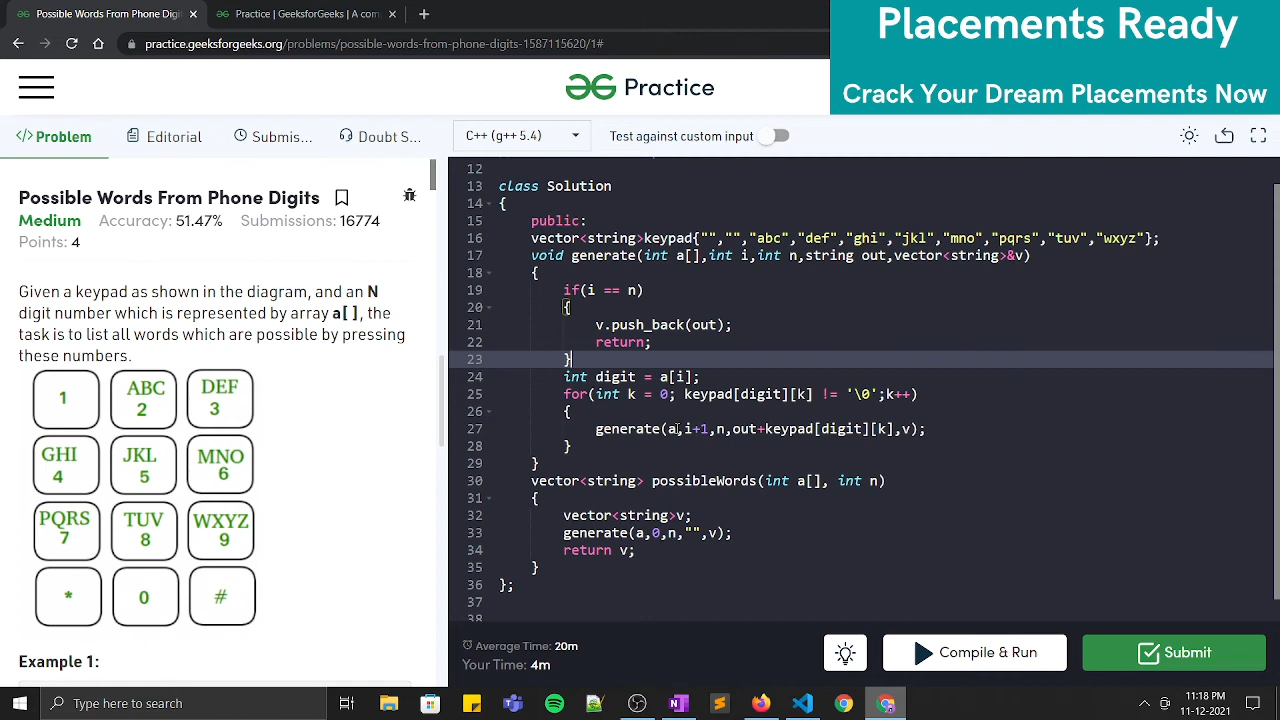 Possible Words From Phone Digi
Practice | GeeksforGeeks | A com
practice.geeksforgeeks.org/problems/possible-words-from-phone-digits-1587115620/1#
Placements Ready
Crack Your Dream Placements Now
Practice
</> Problem
Editorial
Submis...
Doubt S...
C++ (g++ 5.4)
Test against custom input
Possible Words From Phone Digits
Medium Accuracy: 51.47% Submissions: 16774
Points: 4
Given a keypad as shown in the diagram, and an N
digit number which is represented by array a[ ], the
task is to list all words which are possible by pressing
these numbers.
1
ABC
2
DEF
3
GHI
4
JKL
5
MNO
6
PQRS
7
TUV
8
WXYZ
9
*
0
#
Example 1:
12
13 class Solution
14 {
15 public:
16 vector<string>keypad{"","","abc","def","ghi","jkl","mno","pqrs","tuv","wxyz"};
17 void generate(int a[],int i,int n,string out,vector<string>&v)
18 {
19 if(i == n)
20 {
21 v.push_back(out);
22 return;
23 }
24 int digit = a[i];
25 for(int k = 0; keypad[digit][k] != '\0';k++)
26 {
27 generate(a,i+1,n,out+keypad[digit][k],v);
28 }
29 }
30 vector<string> possibleWords(int a[], int n)
31 {
32 vector<string>v;
33 generate(a,0,n,"",v);
34 return v;
35 }
36 };
37
38
Average Time: 20m
Your Time: 4m
Compile & Run
Submit
Type here to search
11:18 PM
11-12-2021